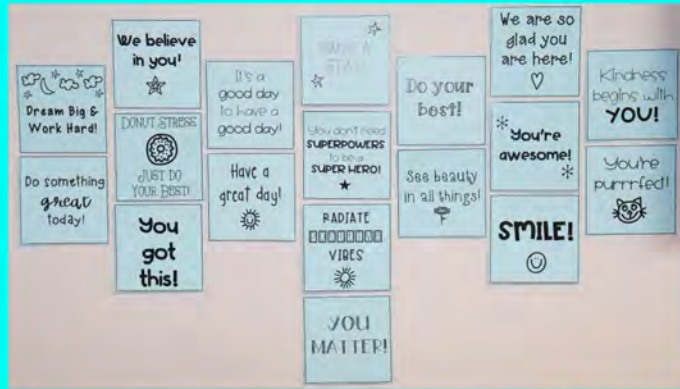 Dream Big &
Work Hard!
Do something
great
today!
We believe
in you!
DONUT STRESS
JUST DO
YOUR BEST!
You
got
this!
It's a
good day
to have a
good day!
Have a
great day!
You don't need
SUPERPOWERS
to be a
SUPER HERO!
RADIATE
VIBES
YOU
MATTER!
Do your
best!
See beauty
in all things!
We are so
glad you
are here!
You're
awesome!
SMILE!
Kindness
begins with
YOU!
You're
purrrfect!